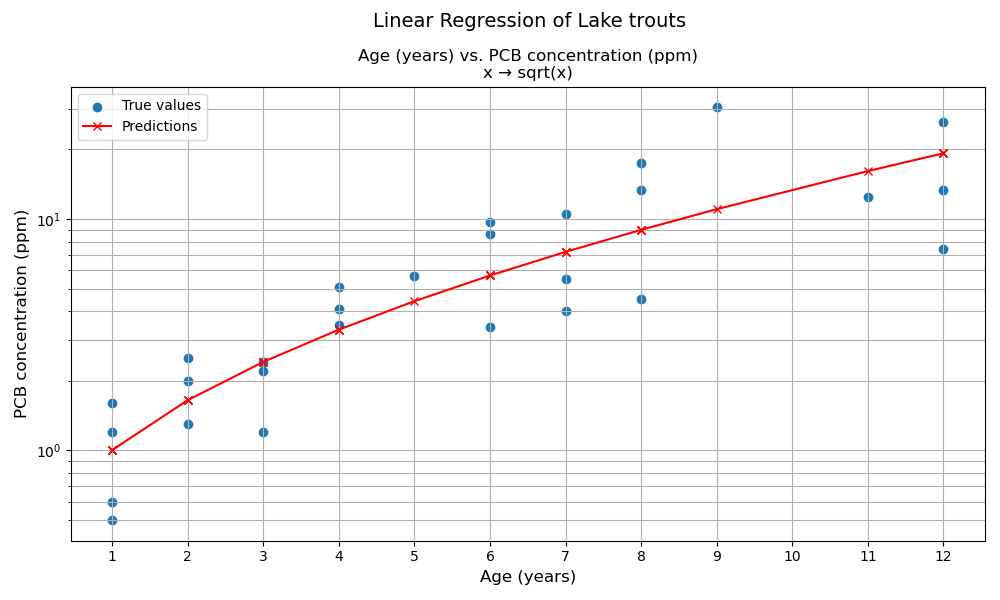 Linear Regression of Lake trouts
Age (years) vs. PCB concentration (ppm)
x → sqrt(x)
True values
Predictions
PCB concentration (ppm)
10¹
10⁰
1 2 3 4 5 6 7 8 9 10 11 12
Age (years)